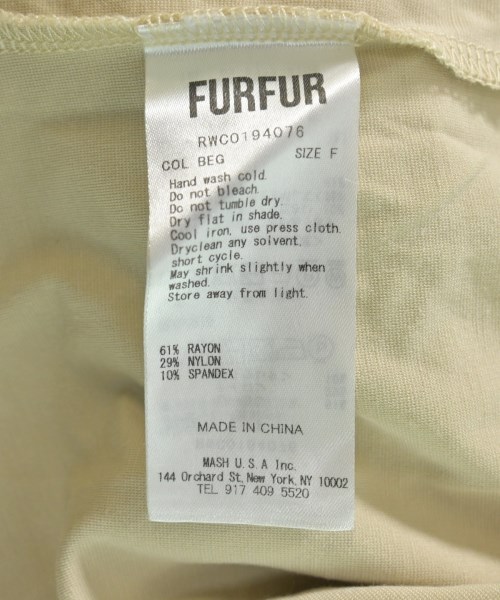 FURFUR
RWC0194076
COL BEG SIZE F
Hand wash cold.
Do not bleach.
Do not tumble dry.
Dry flat in shade.
Cool iron, use press cloth.
Dryclean any solvent,
short cycle.
May shrink slightly when
washed.
Store away from light.
61% RAYON
29% NYLON
10% SPANDEX
MADE IN CHINA
MASH U.S.A Inc.
144 Orchard St, New York, NY 10002
TEL 917 409 5520